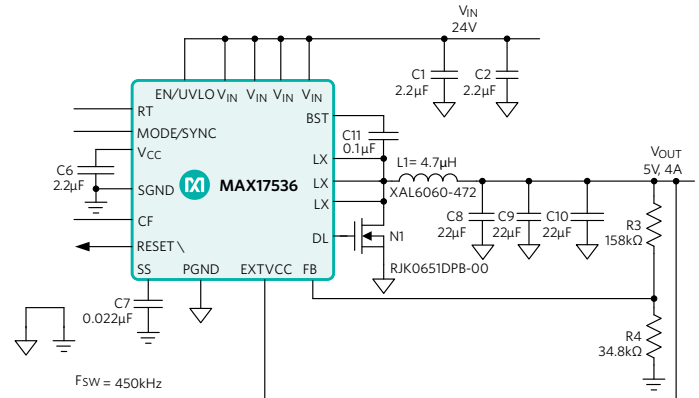 VIN
24V
C1
2.2µF
C2
2.2µF
EN/UVLO VIN VIN VIN VIN
RT
MODE/SYNC
VCC
C6
2.2µF
SGND
CF
RESET \
SS
PGND
EXTVCC
FB
BST
LX
LX
LX
DL
MAX17536
C11
0.1µF
L1= 4.7µH
XAL6060-472
VOUT
5V, 4A
C8
22µF
C9
22µF
C10
22µF
R3
158kΩ
N1
RJK0651DPB-00
C7
0.022µF
R4
34.8kΩ
FSW = 450kHz